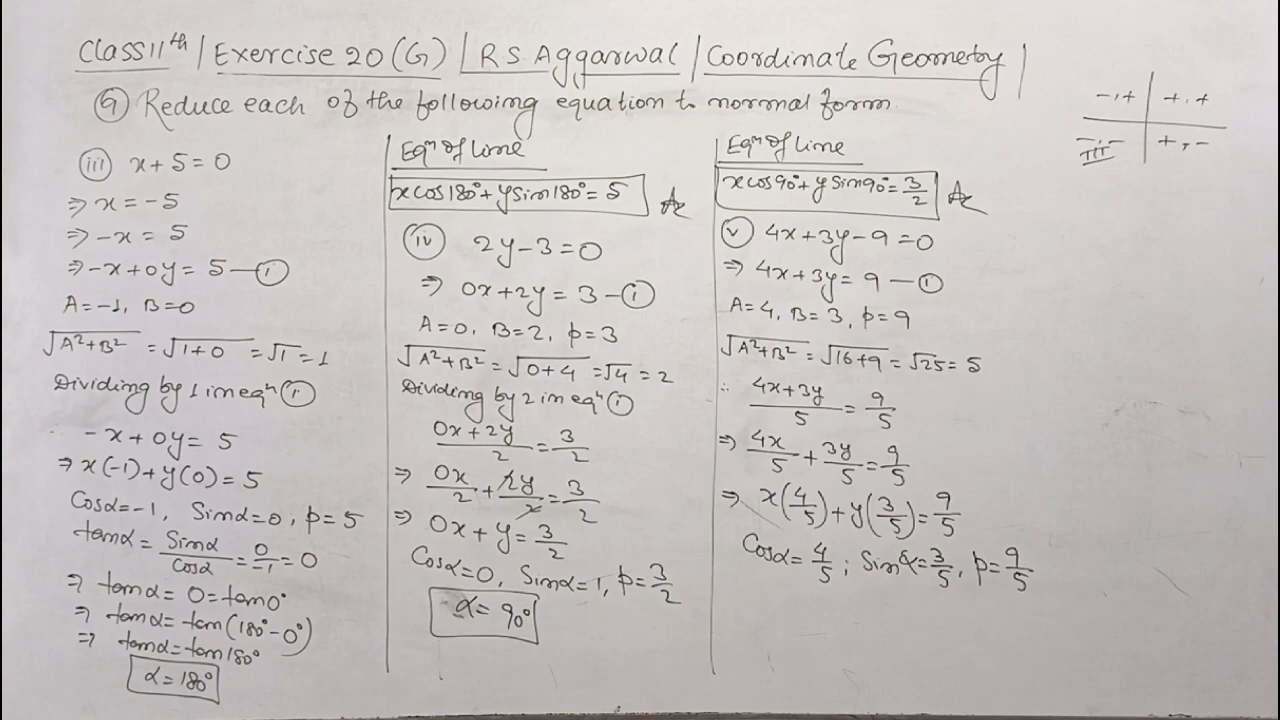 Class 11th | Exercise 20 (G) | R S Aggarwal | Coordinate Geometry |
(9) Reduce each of the following equation to normal form.
-,+ +,+
-,- +,-
III
(iii) x + 5 = 0
⇒ x = -5
⇒ -x = 5
⇒ -x + 0y = 5 —(i)
A = -1, B = 0
√A²+B² = √1+0 = √1 = 1
Dividing by 1 in eqⁿ (i)
∴ -x + 0y = 5
⇒ x(-1) + y(0) = 5
Cosα = -1, Sinα = 0, p = 5
tanα = Sinα/Cosα = 0/-1 = 0
⇒ tanα = 0 = tan0°
⇒ tanα = tan(180° - 0°)
⇒ tanα = tan180°
α = 180°
Eqⁿ of line
x cos180° + y sin180° = 5
(iv) 2y - 3 = 0
⇒ 0x + 2y = 3 —(i)
A = 0, B = 2, p = 3
√A²+B² = √0+4 = √4 = 2
Dividing by 2 in eqⁿ (i)
0x + 2y/2 = 3/2
⇒ 0x/2 + 2y/2 = 3/2
⇒ 0x + y = 3/2
Cosα = 0, Sinα = 1, p = 3/2
α = 90°
Eqⁿ of line
x cos90° + y Sin90° = 3/2
(v) 4x + 3y - 9 = 0
⇒ 4x + 3y = 9 —(i)
A = 4, B = 3, p = 9
√A²+B² = √16+9 = √25 = 5
∴ 4x + 3y/5 = 9/5
⇒ 4x/5 + 3y/5 = 9/5
⇒ x(4/5) + y(3/5) = 9/5
Cosα = 4/5 ; Sinα = 3/5, p = 9/5